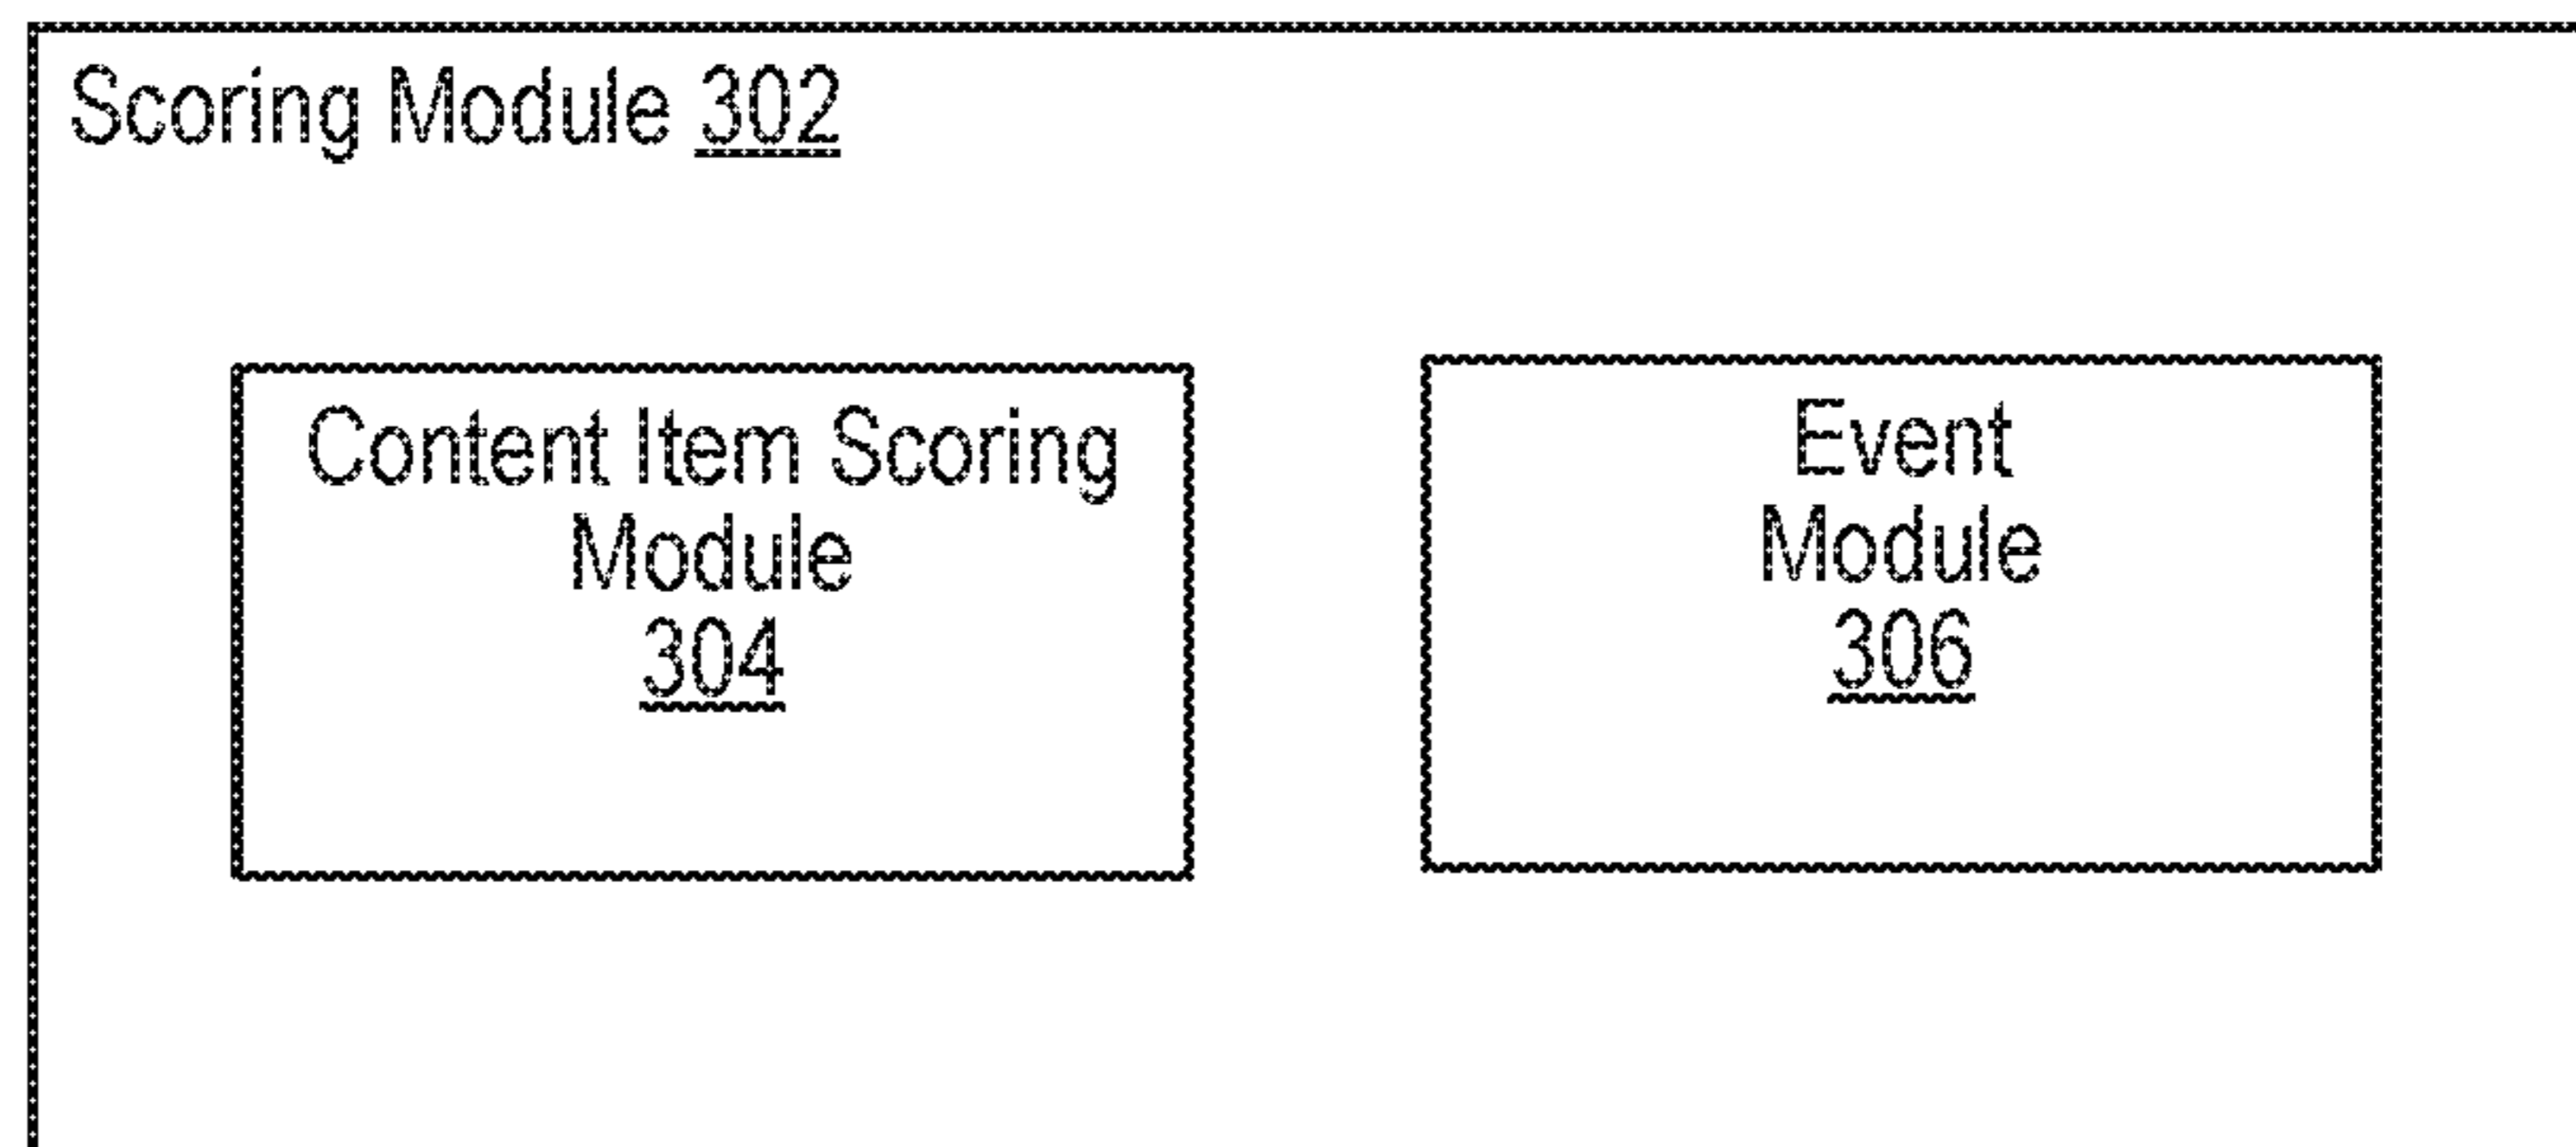 Scoring Module 302
Content Item Scoring
Module
304
Event
Module
306